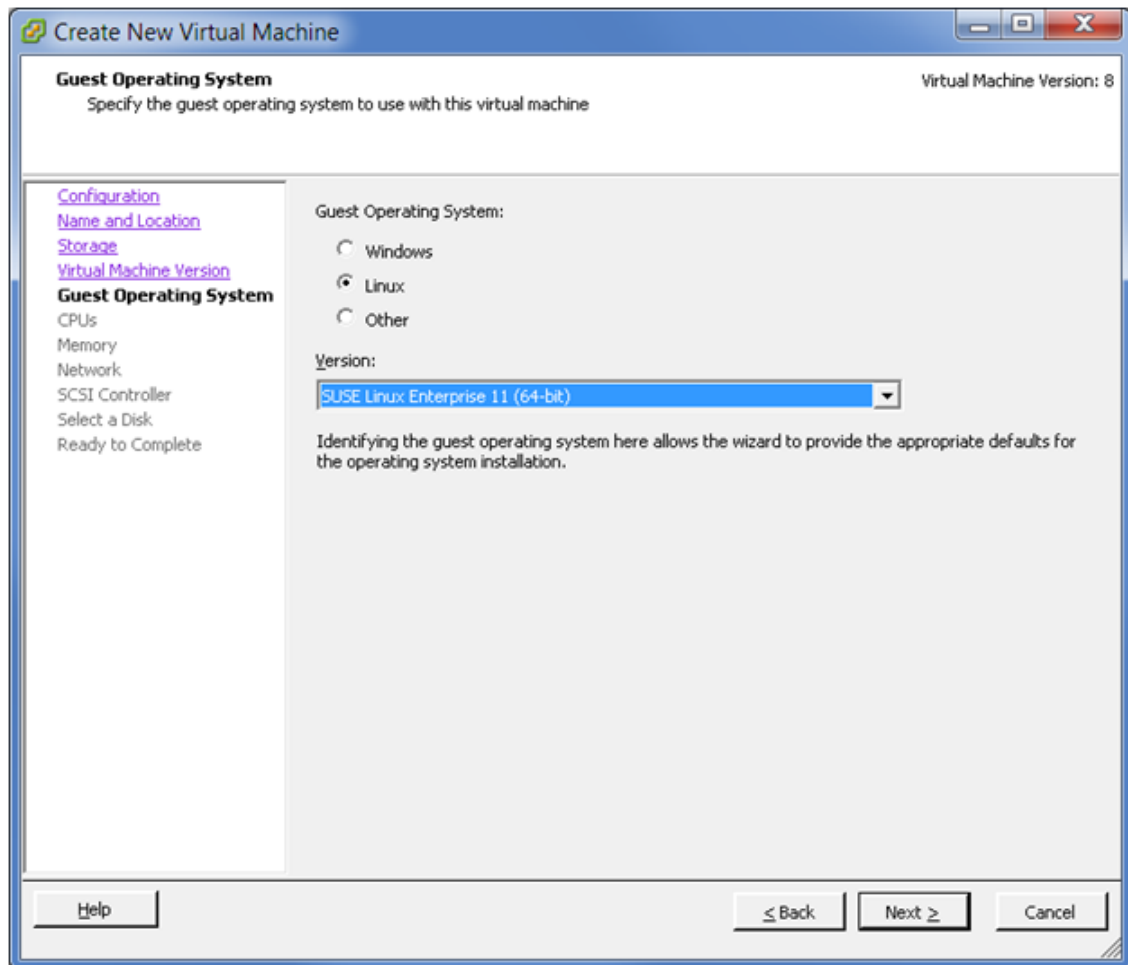 Create New Virtual Machine
Guest Operating System
Virtual Machine Version: 8
Specify the guest operating system to use with this virtual machine
Configuration
Name and Location
Storage
Virtual Machine Version
Guest Operating System
CPUs
Memory
Network
SCSI Controller
Select a Disk
Ready to Complete
Guest Operating System:
Windows
Linux
Other
Version:
SUSE Linux Enterprise 11 (64-bit)
Identifying the guest operating system here allows the wizard to provide the appropriate defaults for
the operating system installation.
Help
< Back
Next >
Cancel